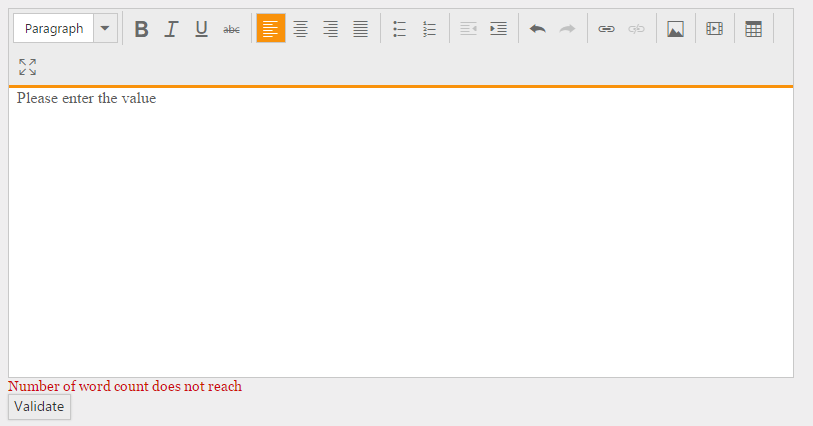 Paragraph B I U abc
Please enter the value
Number of word count does not reach
Validate